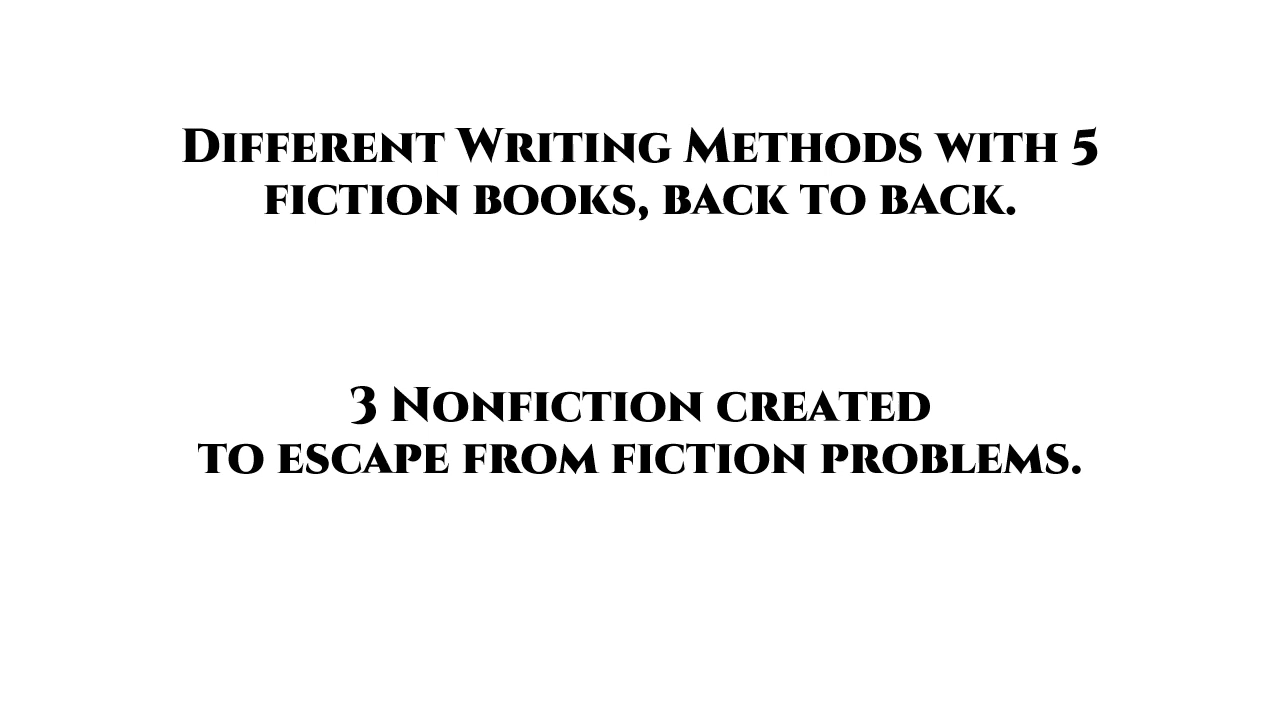 Different Writing Methods with 5
fiction books, back to back.
3 Nonfiction created
to escape from fiction problems.